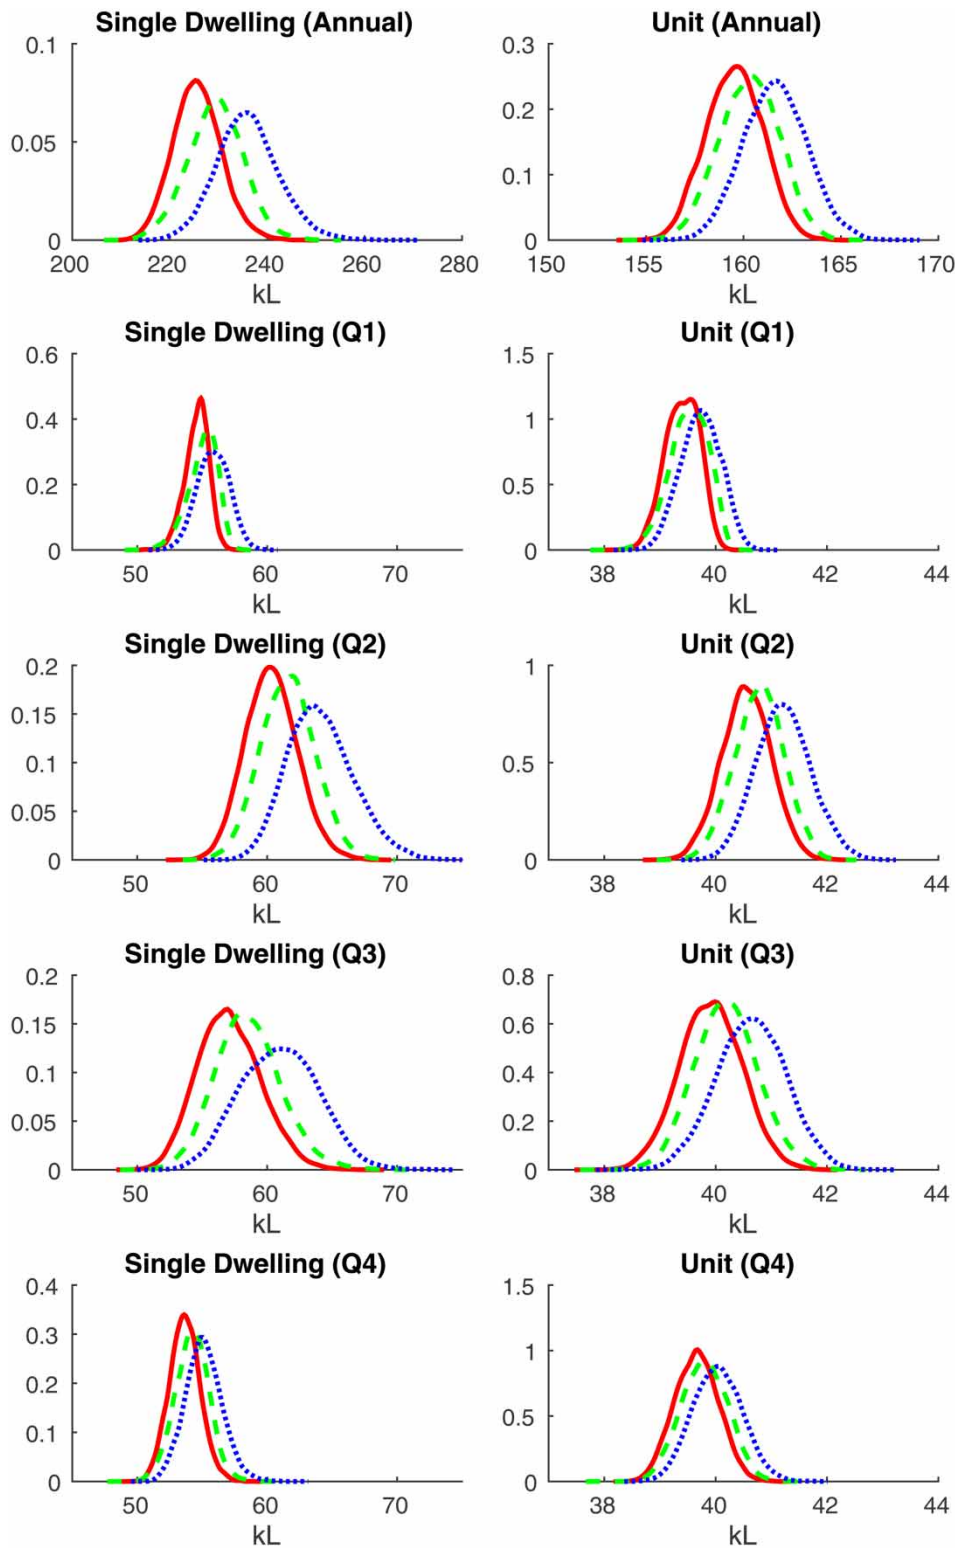 Single Dwelling (Annual)
0.1
0.05
0
200 220 240 260 280
kL
Unit (Annual)
0.3
0.2
0.1
0
150 155 160 165 170
kL
Single Dwelling (Q1)
0.6
0.4
0.2
0
50 60 70
kL
Unit (Q1)
1.5
1
0.5
0
38 40 42 44
kL
Single Dwelling (Q2)
0.2
0.15
0.1
0.05
0
50 60 70
kL
Unit (Q2)
1
0.5
0
38 40 42 44
kL
Single Dwelling (Q3)
0.2
0.15
0.1
0.05
0
50 60 70
kL
Unit (Q3)
0.8
0.6
0.4
0.2
0
38 40 42 44
kL
Single Dwelling (Q4)
0.4
0.3
0.2
0.1
0
50 60 70
kL
Unit (Q4)
1.5
1
0.5
0
38 40 42 44
kL